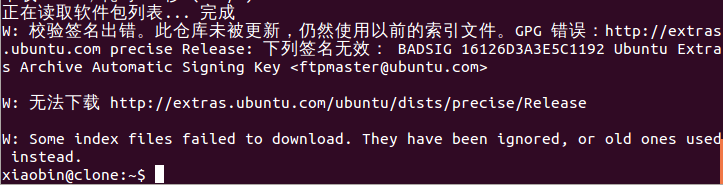 正在读取软件包列表... 完成
W: 校验签名出错。此仓库未被更新，仍然使用以前的索引文件。GPG 错误：http://extras
.ubuntu.com precise Release: 下列签名无效： BADSIG 16126D3A3E5C1192 Ubuntu Extra
s Archive Automatic Signing Key <ftpmaster@ubuntu.com>
W: 无法下载 http://extras.ubuntu.com/ubuntu/dists/precise/Release
W: Some index files failed to download. They have been ignored, or old ones used
instead.
xiaobin@clone:~$